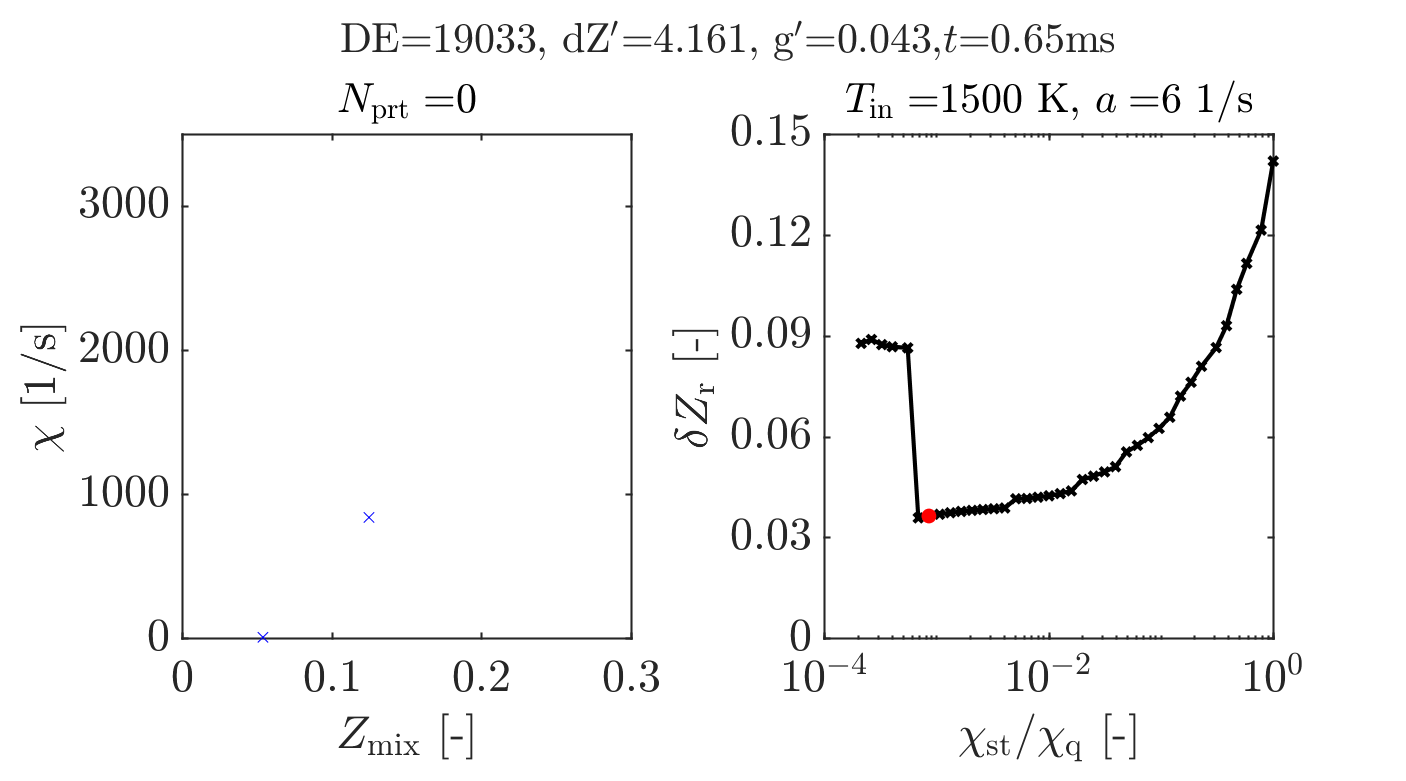 DE=19033, dZ′=4.161, g′=0.043,t=0.65ms
N_prt =0
3000
2000
1000
0
χ [1/s]
0 0.1 0.2 0.3
Z_mix [-]
T_in =1500 K, a =6 1/s
0.15
0.12
0.09
0.06
0.03
0
δZ_r [-]
10^−4 10^−2 10^0
χ_st/χ_q [-]